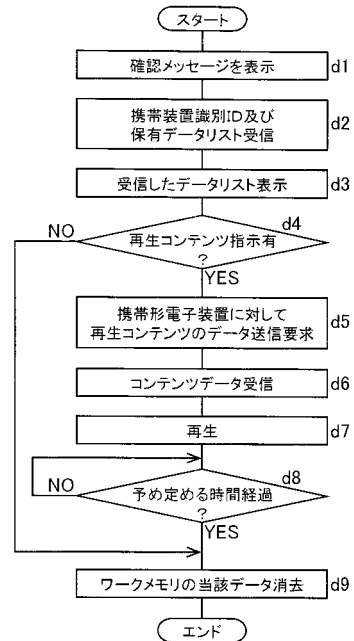 スタート
確認メッセージを表示 d1
携帯装置識別ID及び
保有データリスト受信
d2
受信したデータリスト表示 d3
d4
再生コンテンツ指示有
?
NO
YES
携帯形電子装置に対して
再生コンテンツのデータ送信要求
d5
コンテンツデータ受信 d6
再生 d7
d8
予め定める時間経過
?
NO
YES
ワークメモリの当該データ消去 d9
エンド